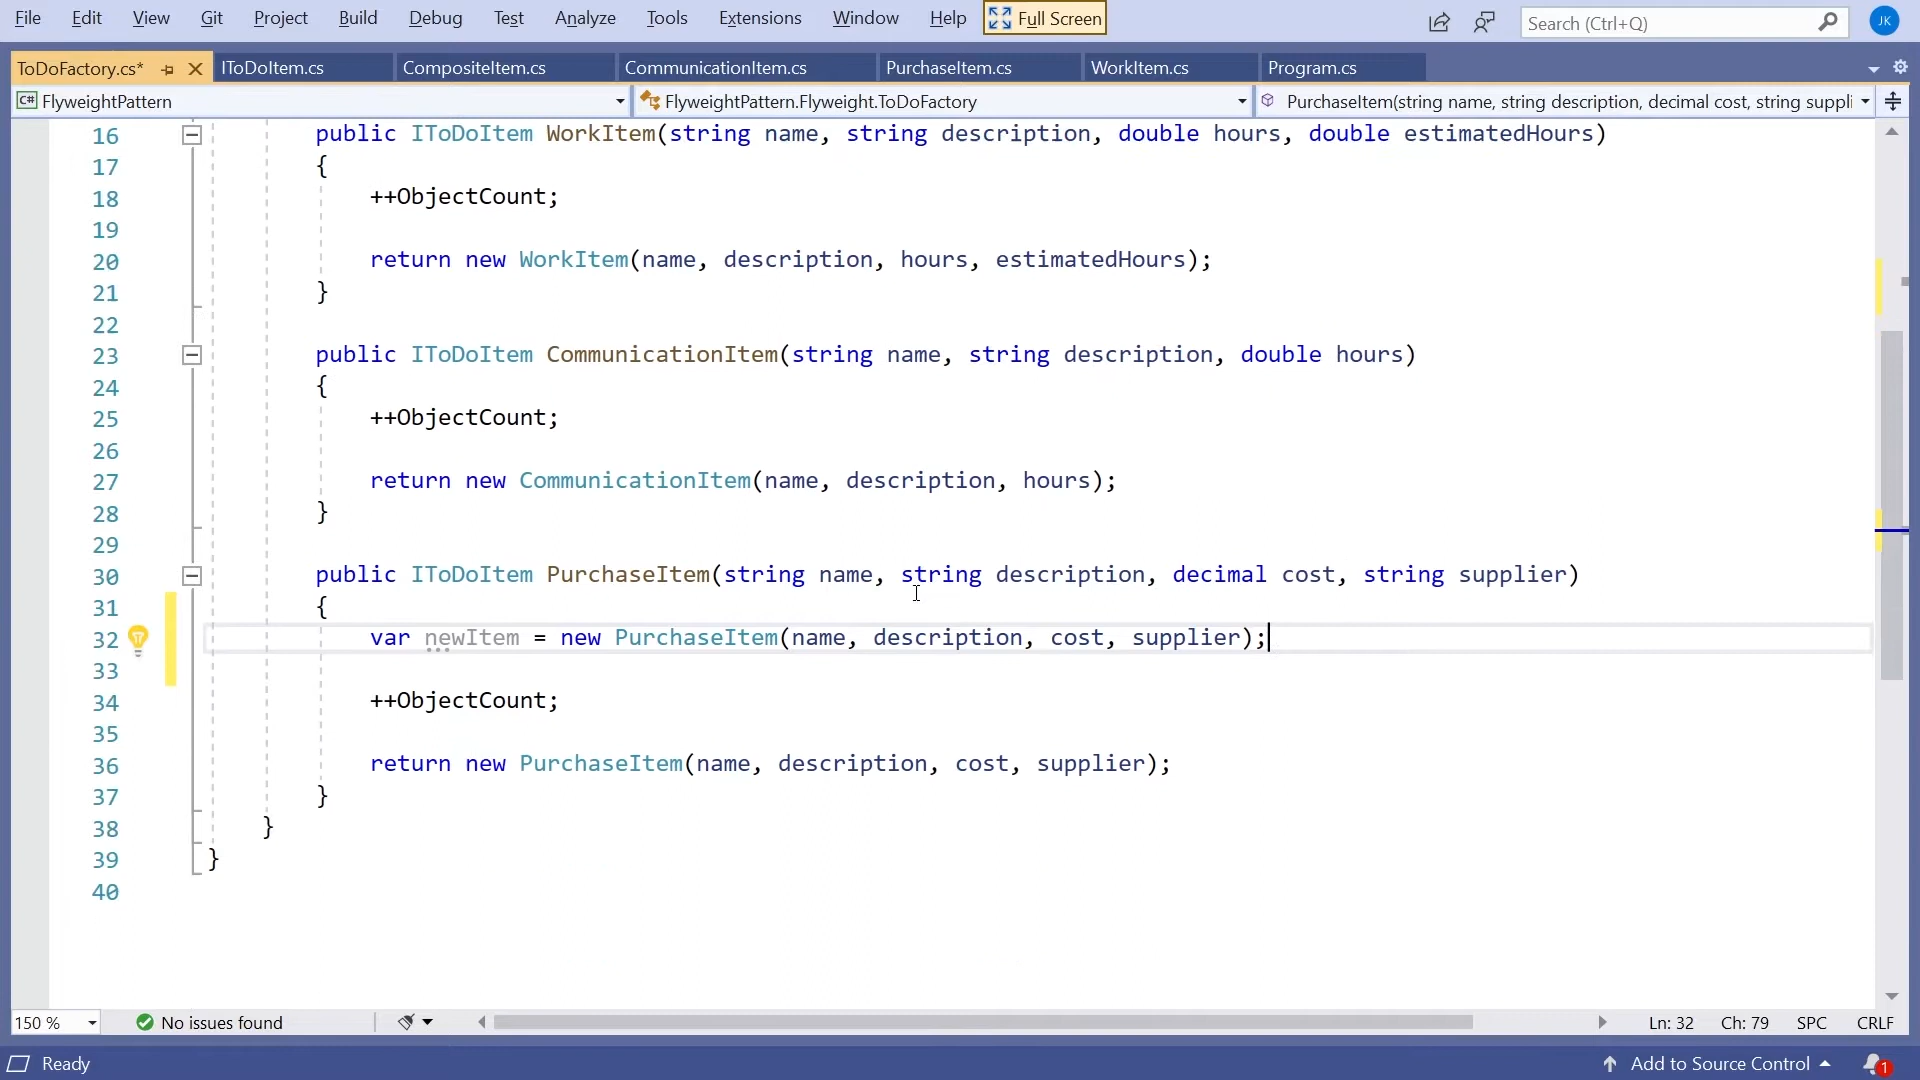 File Edit View Git Project Build Debug Test Analyze Tools Extensions Window Help Full Screen Search (Ctrl+Q) JK
ToDoFactory.cs* IToDoItem.cs CompositeItem.cs CommunicationItem.cs PurchaseItem.cs WorkItem.cs Program.cs
C# FlyweightPattern FlyweightPattern.Flyweight.ToDoFactory PurchaseItem(string name, string description, decimal cost, string suppli
16 public IToDoItem WorkItem(string name, string description, double hours, double estimatedHours)
17 {
18 ++ObjectCount;
19
20 return new WorkItem(name, description, hours, estimatedHours);
21 }
22
23 public IToDoItem CommunicationItem(string name, string description, double hours)
24 {
25 ++ObjectCount;
26
27 return new CommunicationItem(name, description, hours);
28 }
29
30 public IToDoItem PurchaseItem(string name, string description, decimal cost, string supplier)
31 {
32 var newItem = new PurchaseItem(name, description, cost, supplier);
33
34 ++ObjectCount;
35
36 return new PurchaseItem(name, description, cost, supplier);
37 }
38 }
39 }
40
150 % No issues found Ln: 32 Ch: 79 SPC CRLF
Ready Add to Source Control 1